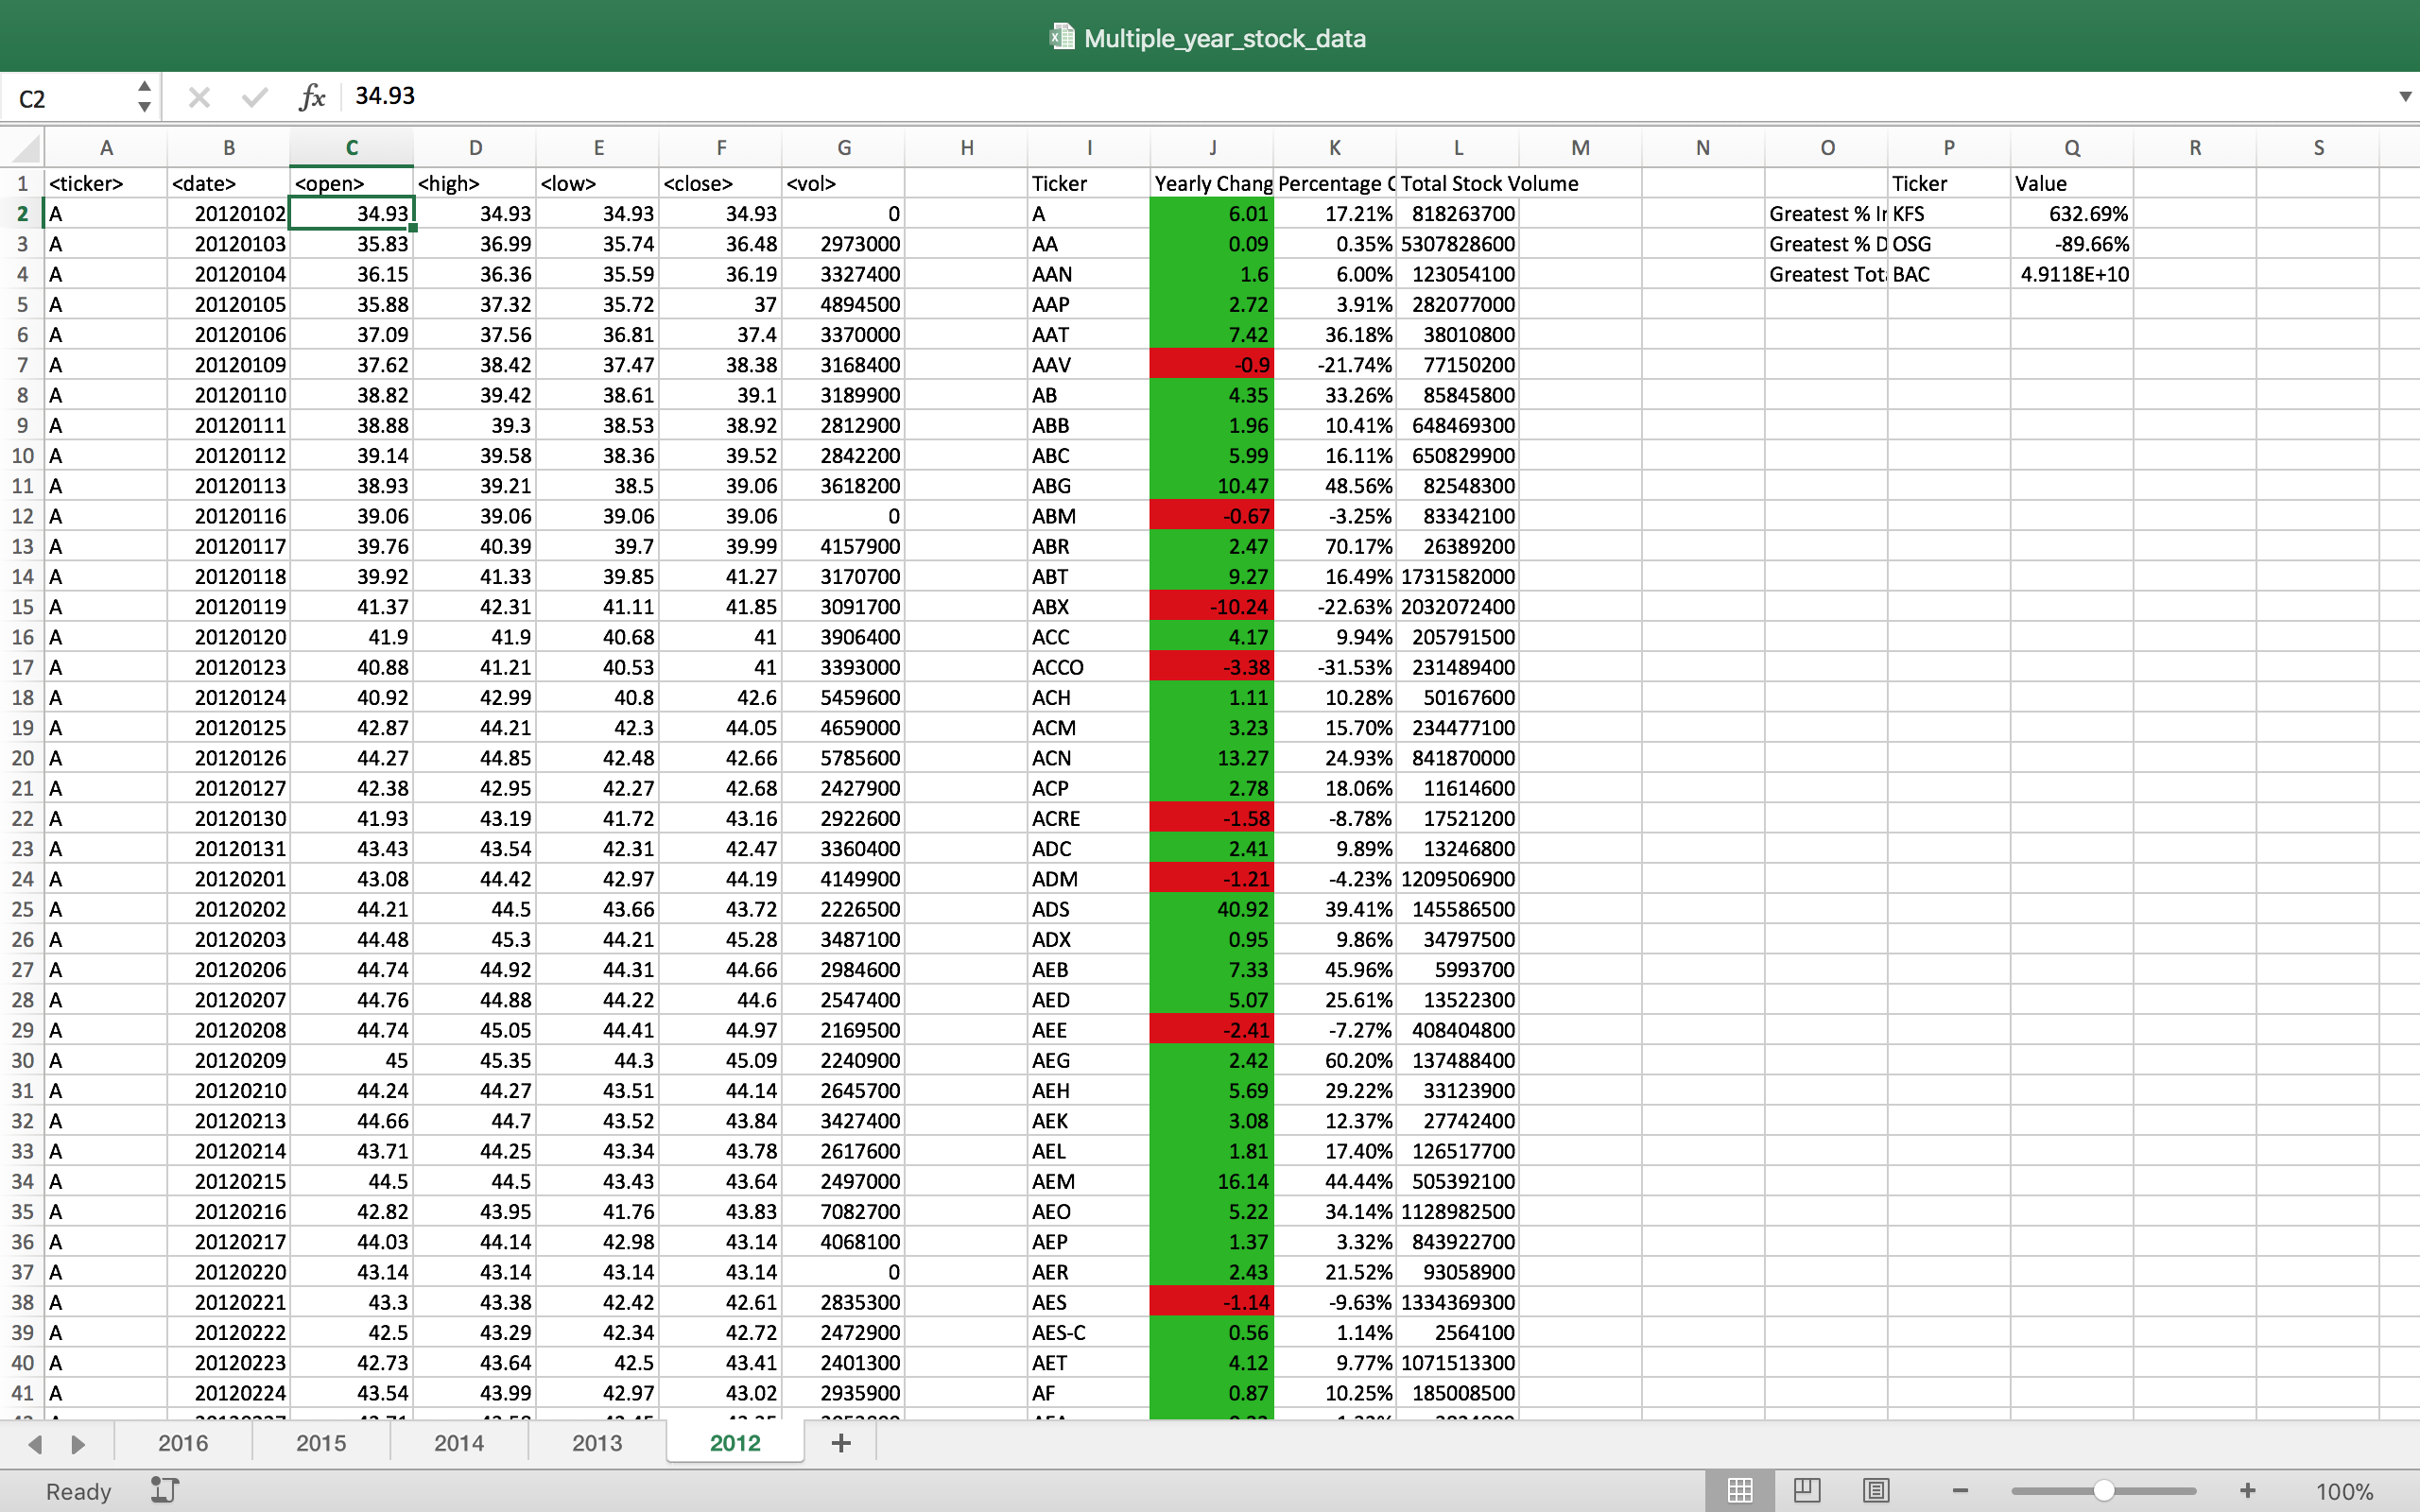 Multiple_year_stock_data
C2 fx 34.93
A B C D E F G H I J K L M N O P Q R S
1 <ticker> <date> <open> <high> <low> <close> <vol> Ticker Yearly Chang Percentage C Total Stock Volume Ticker Value
2 A 20120102 34.93 34.93 34.93 34.93 0 A 6.01 17.21% 818263700 Greatest % Ir KFS 632.69%
3 A 20120103 35.83 36.99 35.74 36.48 2973000 AA 0.09 0.35% 5307828600 Greatest % D OSG -89.66%
4 A 20120104 36.15 36.36 35.59 36.19 3327400 AAN 1.6 6.00% 123054100 Greatest Tot BAC 4.9118E+10
5 A 20120105 35.88 37.32 35.72 37 4894500 AAP 2.72 3.91% 282077000
6 A 20120106 37.09 37.56 36.81 37.4 3370000 AAT 7.42 36.18% 38010800
7 A 20120109 37.62 38.42 37.47 38.38 3168400 AAV -0.9 -21.74% 77150200
8 A 20120110 38.82 39.42 38.61 39.1 3189900 AB 4.35 33.26% 85845800
9 A 20120111 38.88 39.3 38.53 38.92 2812900 ABB 1.96 10.41% 648469300
10 A 20120112 39.14 39.58 38.36 39.52 2842200 ABC 5.99 16.11% 650829900
11 A 20120113 38.93 39.21 38.5 39.06 3618200 ABG 10.47 48.56% 82548300
12 A 20120116 39.06 39.06 39.06 39.06 0 ABM -0.67 -3.25% 83342100
13 A 20120117 39.76 40.39 39.7 39.99 4157900 ABR 2.47 70.17% 26389200
14 A 20120118 39.92 41.33 39.85 41.27 3170700 ABT 9.27 16.49% 1731582000
15 A 20120119 41.37 42.31 41.11 41.85 3091700 ABX -10.24 -22.63% 2032072400
16 A 20120120 41.9 41.9 40.68 41 3906400 ACC 4.17 9.94% 205791500
17 A 20120123 40.88 41.21 40.53 41 3393000 ACCO -3.38 -31.53% 231489400
18 A 20120124 40.92 42.99 40.8 42.6 5459600 ACH 1.11 10.28% 50167600
19 A 20120125 42.87 44.21 42.3 44.05 4659000 ACM 3.23 15.70% 234477100
20 A 20120126 44.27 44.85 42.48 42.66 5785600 ACN 13.27 24.93% 841870000
21 A 20120127 42.38 42.95 42.27 42.68 2427900 ACP 2.78 18.06% 11614600
22 A 20120130 41.93 43.19 41.72 43.16 2922600 ACRE -1.58 -8.78% 17521200
23 A 20120131 43.43 43.54 42.31 42.47 3360400 ADC 2.41 9.89% 13246800
24 A 20120201 43.08 44.42 42.97 44.19 4149900 ADM -1.21 -4.23% 1209506900
25 A 20120202 44.21 44.5 43.66 43.72 2226500 ADS 40.92 39.41% 145586500
26 A 20120203 44.48 45.3 44.21 45.28 3487100 ADX 0.95 9.86% 34797500
27 A 20120206 44.74 44.92 44.31 44.66 2984600 AEB 7.33 45.96% 5993700
28 A 20120207 44.76 44.88 44.22 44.6 2547400 AED 5.07 25.61% 13522300
29 A 20120208 44.74 45.05 44.41 44.97 2169500 AEE -2.41 -7.27% 408404800
30 A 20120209 45 45.35 44.3 45.09 2240900 AEG 2.42 60.20% 137488400
31 A 20120210 44.24 44.27 43.51 44.14 2645700 AEH 5.69 29.22% 33123900
32 A 20120213 44.66 44.7 43.52 43.84 3427400 AEK 3.08 12.37% 27742400
33 A 20120214 43.71 44.25 43.34 43.78 2617600 AEL 1.81 17.40% 126517700
34 A 20120215 44.5 44.5 43.43 43.64 2497000 AEM 16.14 44.44% 505392100
35 A 20120216 42.82 43.95 41.76 43.83 7082700 AEO 5.22 34.14% 1128982500
36 A 20120217 44.03 44.14 42.98 43.14 4068100 AEP 1.37 3.32% 843922700
37 A 20120220 43.14 43.14 43.14 43.14 0 AER 2.43 21.52% 93058900
38 A 20120221 43.3 43.38 42.42 42.61 2835300 AES -1.14 -9.63% 1334369300
39 A 20120222 42.5 43.29 42.34 42.72 2472900 AES-C 0.56 1.14% 2564100
40 A 20120223 42.73 43.64 42.5 43.41 2401300 AET 4.12 9.77% 1071513300
41 A 20120224 43.54 43.99 42.97 43.02 2935900 AF 0.87 10.25% 185008500
2016 2015 2014 2013 2012 +
Ready 100%